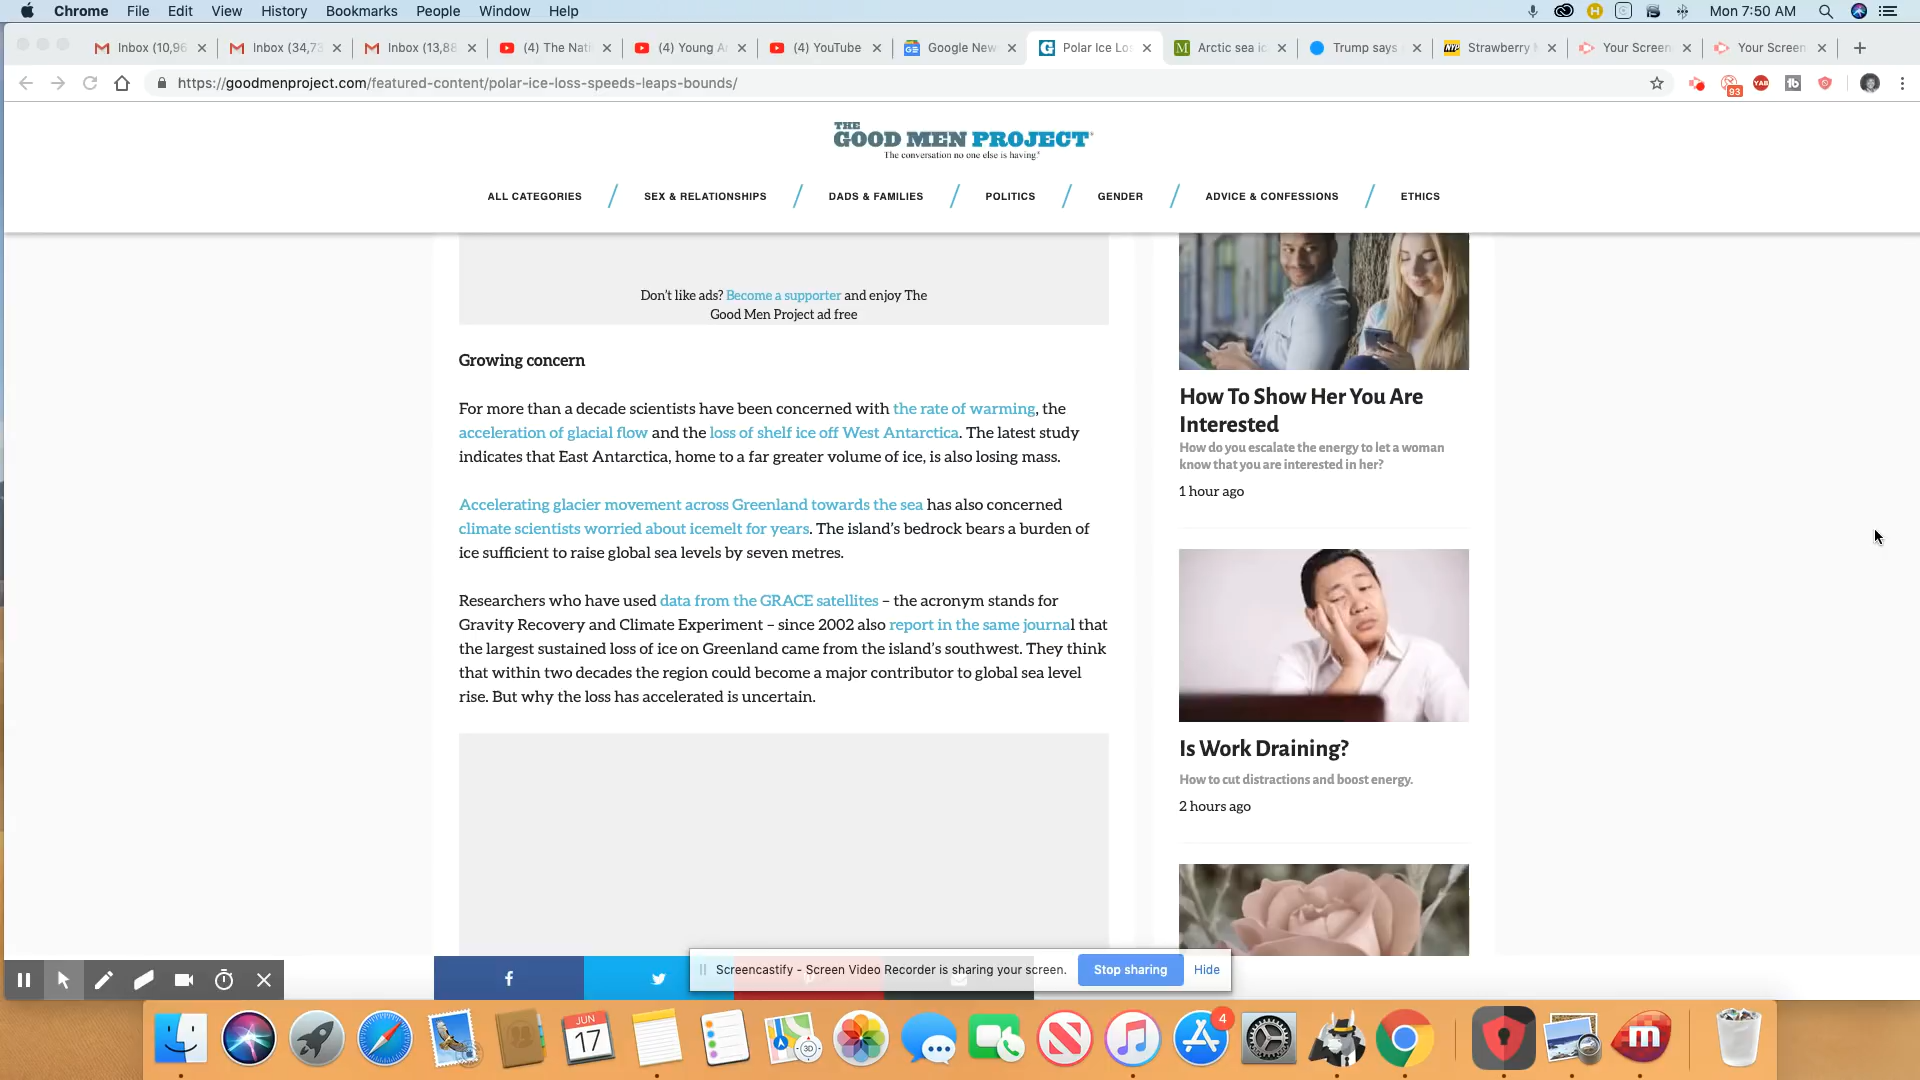 Chrome File Edit View History Bookmarks People Window Help
Mon 7:50 AM
Inbox (10,96
Inbox (34,73
Inbox (13,88
(4) The Nati
(4) Young A
(4) YouTube
Google New
Polar Ice Lo
Arctic sea ic
Trump says
Strawberry
Your Screen
Your Screen
https://goodmenproject.com/featured-content/polar-ice-loss-speeds-leaps-bounds/
93
THE
GOOD MEN PROJECT
The conversation no one else is having.
ALL CATEGORIES / SEX & RELATIONSHIPS / DADS & FAMILIES / POLITICS / GENDER / ADVICE & CONFESSIONS / ETHICS
Don't like ads? Become a supporter and enjoy The
Good Men Project ad free
Growing concern
For more than a decade scientists have been concerned with the rate of warming, the
acceleration of glacial flow and the loss of shelf ice off West Antarctica. The latest study
indicates that East Antarctica, home to a far greater volume of ice, is also losing mass.
Accelerating glacier movement across Greenland towards the sea has also concerned
climate scientists worried about icemelt for years. The island's bedrock bears a burden of
ice sufficient to raise global sea levels by seven metres.
Researchers who have used data from the GRACE satellites – the acronym stands for
Gravity Recovery and Climate Experiment – since 2002 also report in the same journal that
the largest sustained loss of ice on Greenland came from the island's southwest. They think
that within two decades the region could become a major contributor to global sea level
rise. But why the loss has accelerated is uncertain.
How To Show Her You Are
Interested
How do you escalate the energy to let a woman
know that you are interested in her?
1 hour ago
Is Work Draining?
How to cut distractions and boost energy.
2 hours ago
Screencastify - Screen Video Recorder is sharing your screen.
Stop sharing
Hide
JUN
17
3D
4